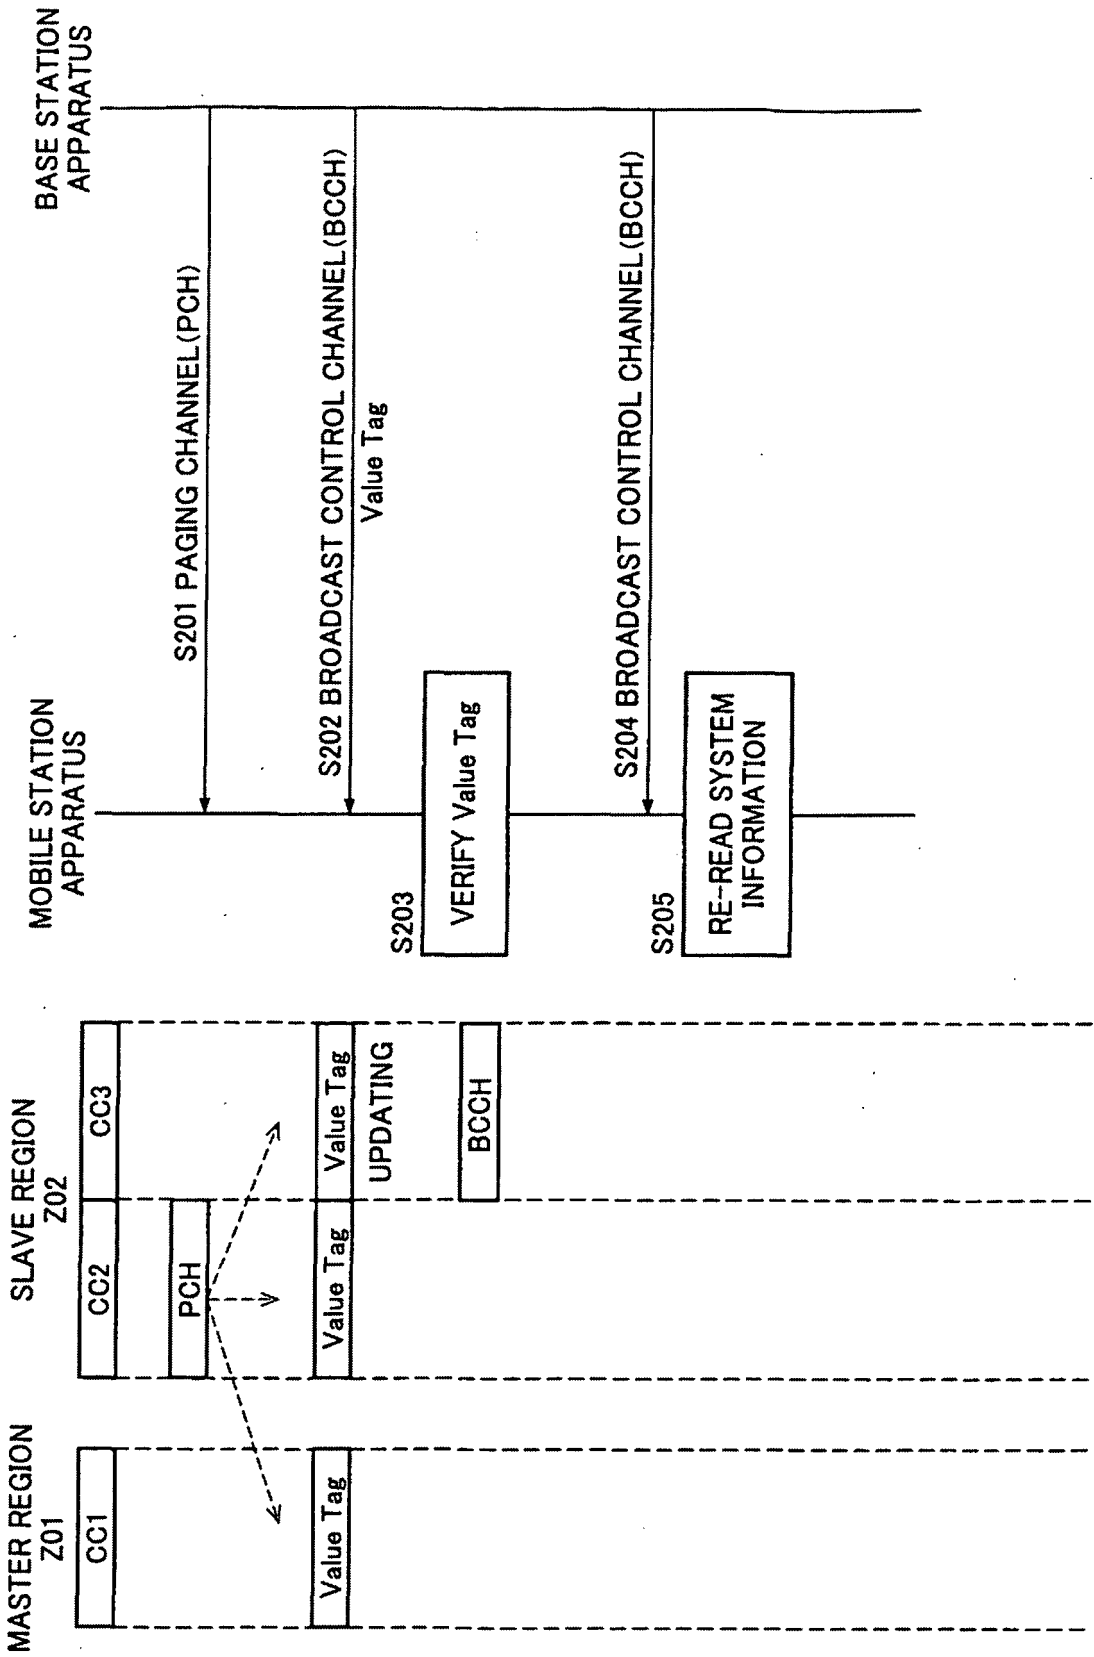 MASTER REGION
Z01
SLAVE REGION
Z02
CC1
CC2
CC3
PCH
Value Tag
Value Tag
Value Tag
UPDATING
BCCH
MOBILE STATION
APPARATUS
BASE STATION
APPARATUS
S201 PAGING CHANNEL(PCH)
S202 BROADCAST CONTROL CHANNEL(BCCH)
Value Tag
S203
VERIFY Value Tag
S204 BROADCAST CONTROL CHANNEL(BCCH)
S205
RE-READ SYSTEM
INFORMATION